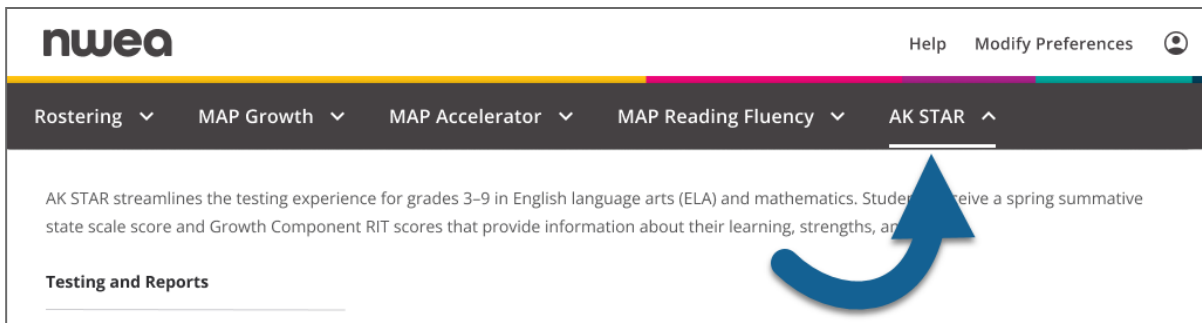 nwea
Help Modify Preferences
Rostering MAP Growth MAP Accelerator MAP Reading Fluency AK STAR
AK STAR streamlines the testing experience for grades 3–9 in English language arts (ELA) and mathematics. a spring summative
state scale score and Growth Component RIT scores that provide information about their learning, strengths,
Testing and Reports